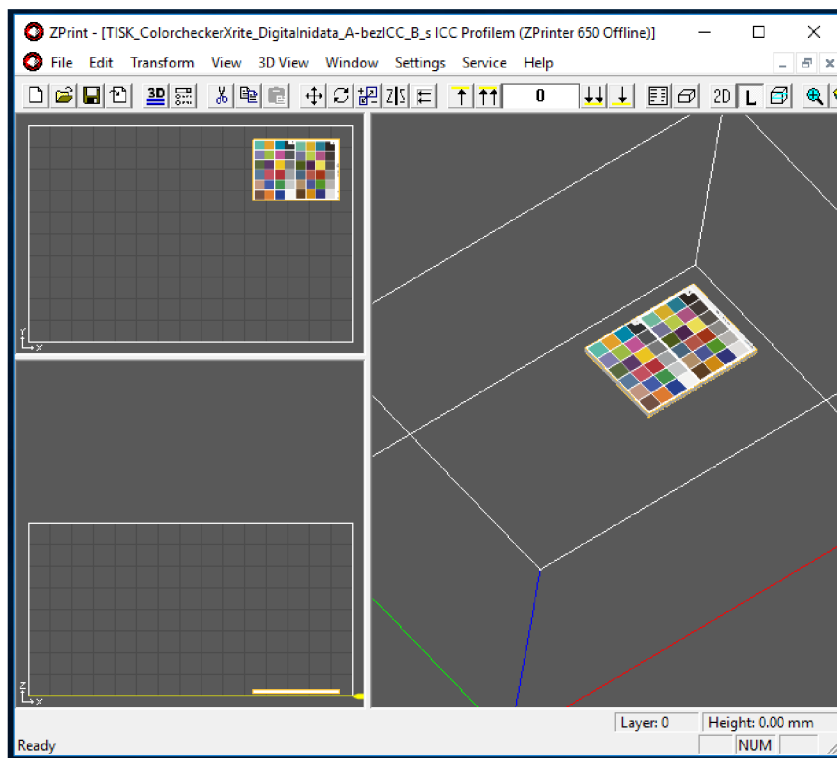 ZPrint - [TISK_ColorcheckerXrite_Digitalnidata_A-bezICC_B_s ICC Profilem (ZPrinter 650 Offline)]
File Edit Transform View 3D View Window Settings Service Help
3D Z|S 0 2D L
Y
X
Z
X
Layer: 0 Height: 0.00 mm
Ready NUM